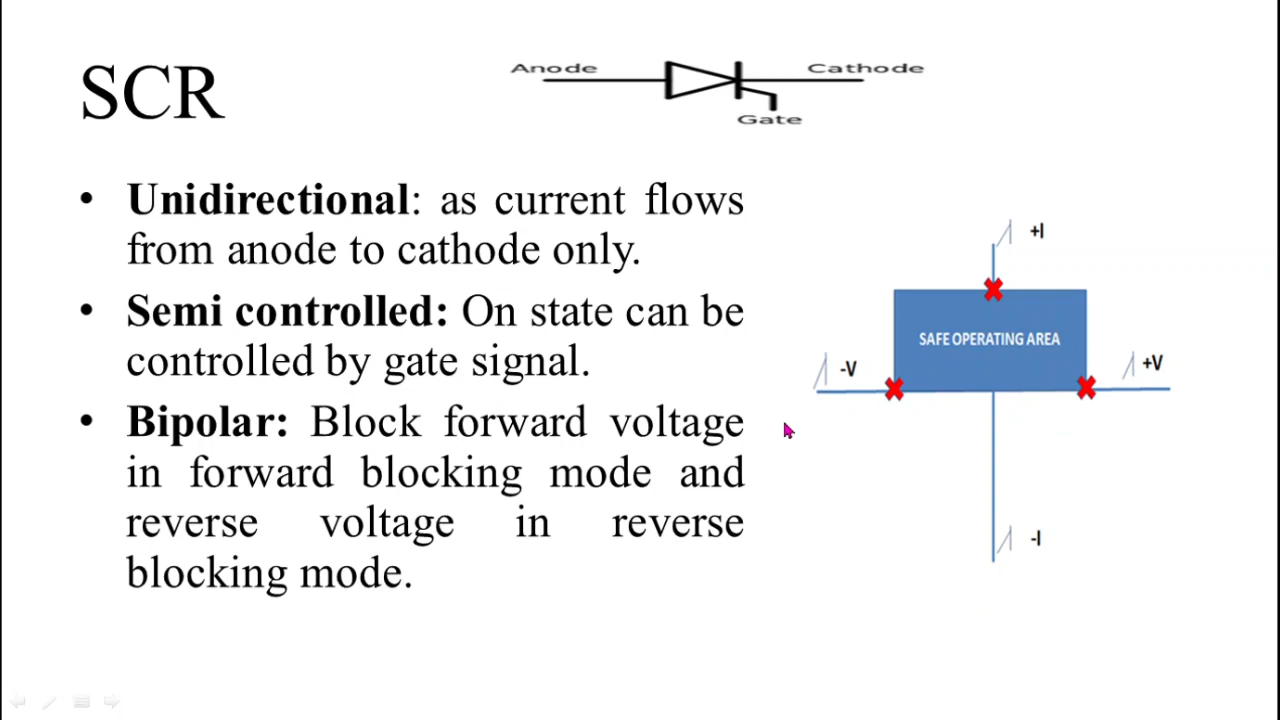 SCR
Anode
Cathode
Gate
• Unidirectional: as current flows
from anode to cathode only.
• Semi controlled: On state can be
controlled by gate signal.
• Bipolar: Block forward voltage
in forward blocking mode and
reverse voltage in reverse
blocking mode.
+I
SAFE OPERATING AREA
-V
+V
-I